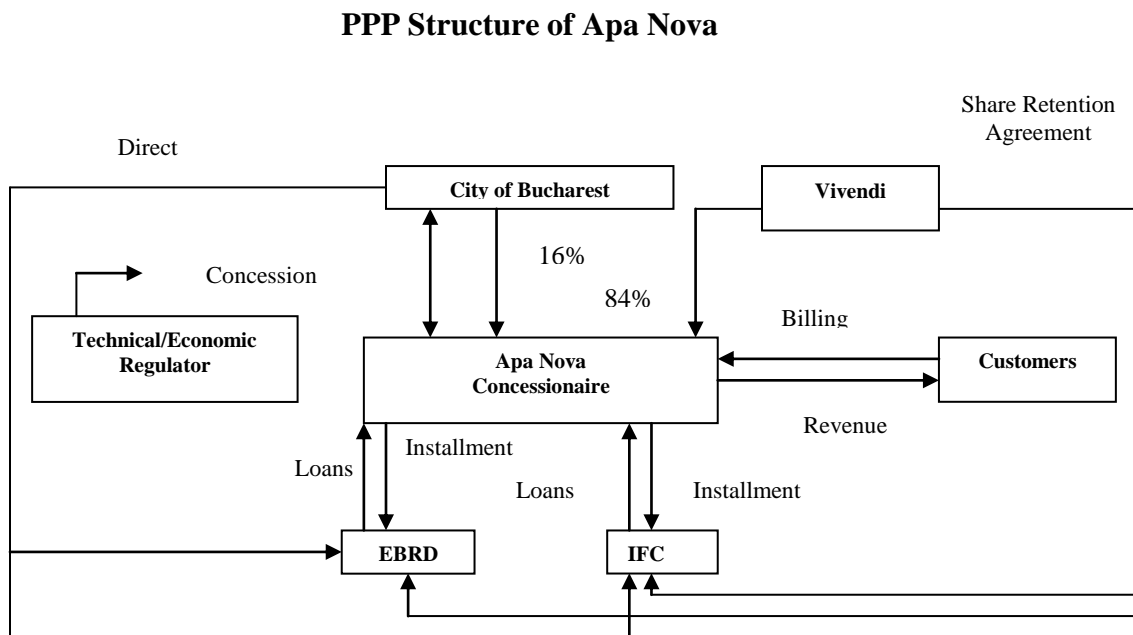 PPP Structure of Apa Nova
Share Retention
Agreement
Direct
City of Bucharest
Vivendi
16%
Concession
84%
Billing
Technical/Economic
Regulator
Apa Nova
Concessionaire
Customers
Revenue
Installment
Loans
Loans
Installment
EBRD
IFC